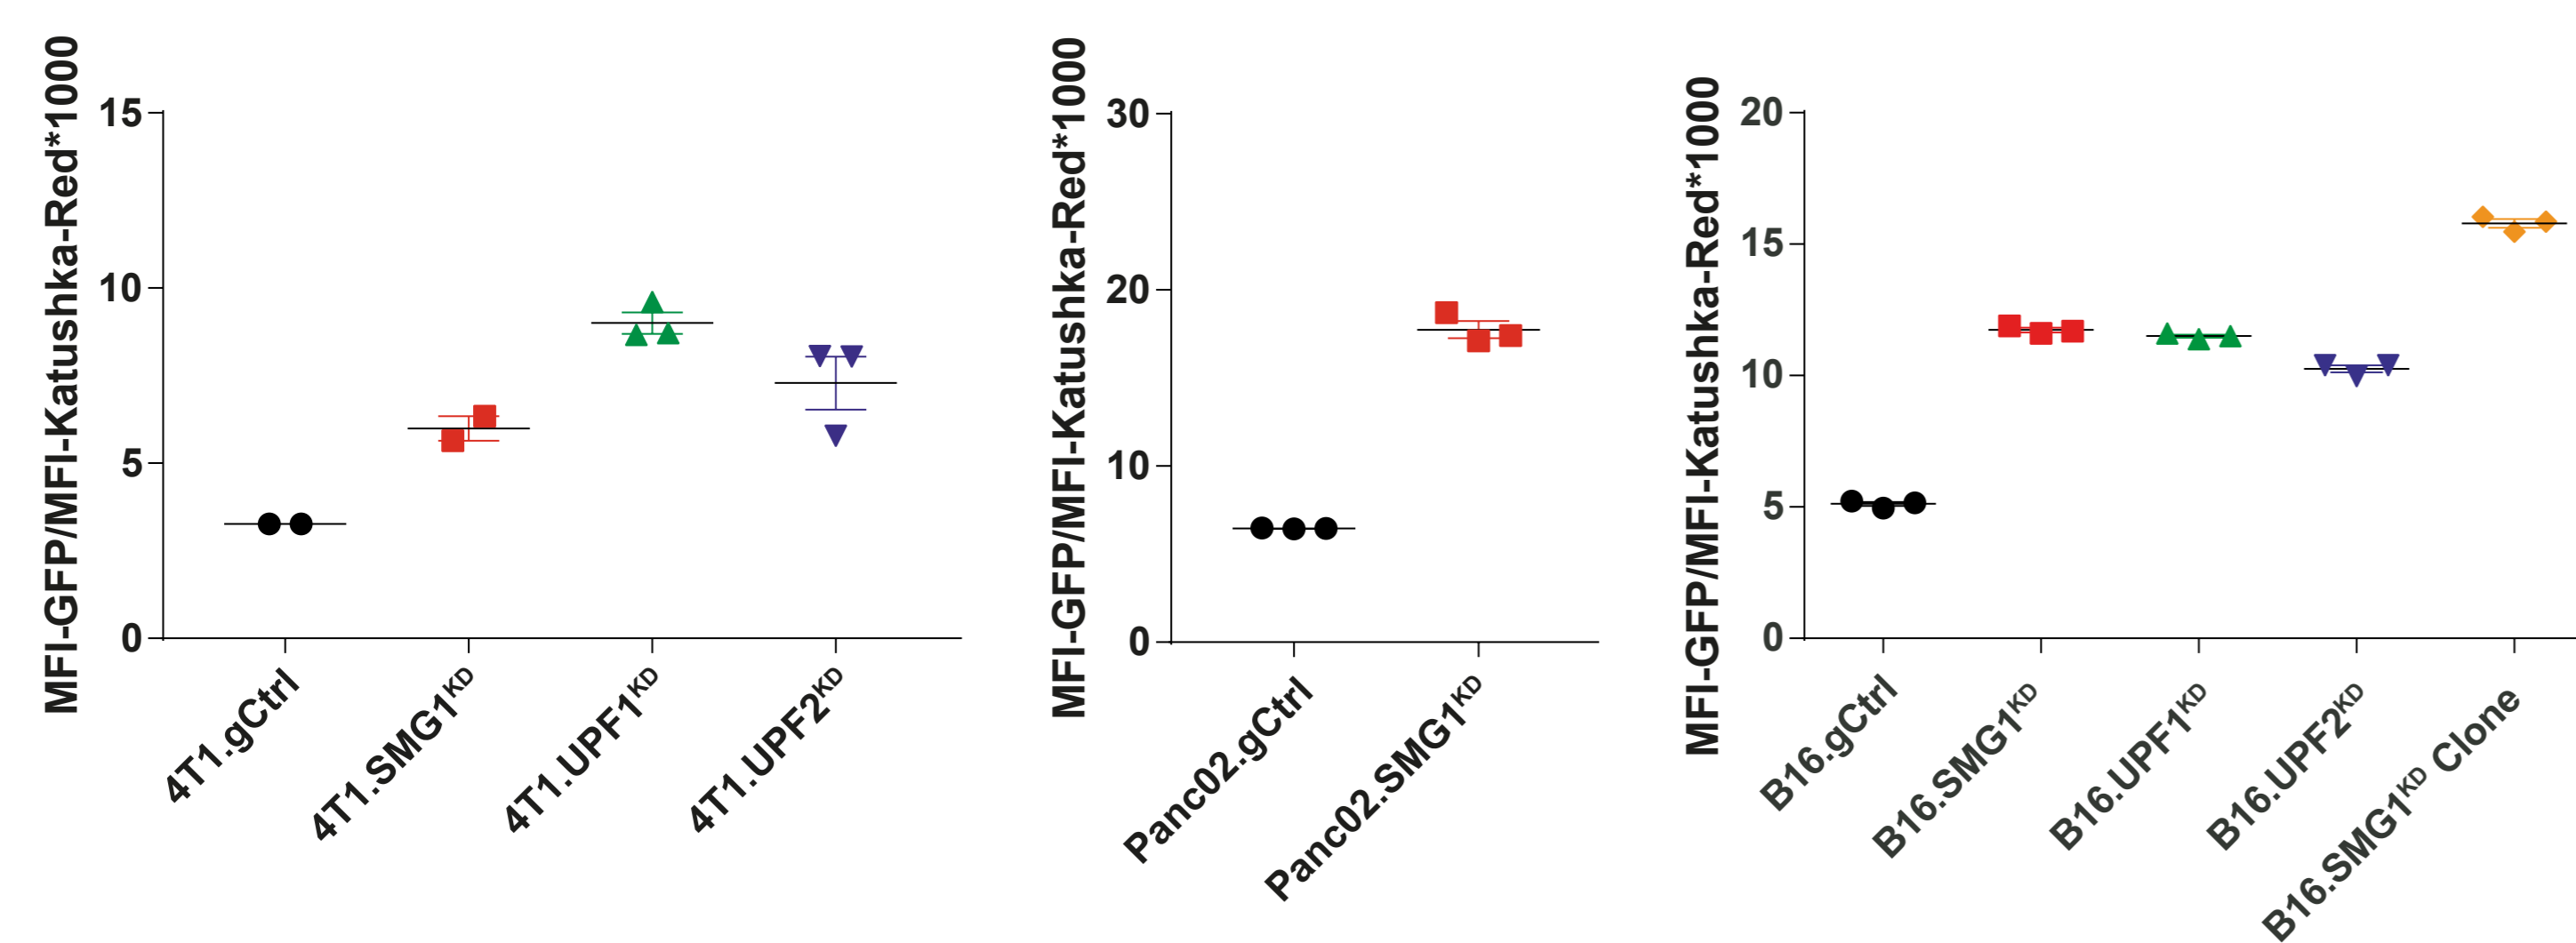 MFI-GFP/MFI-Katushka-Red*1000
15
10
5
0
4T1.gCtrl
4T1.SMG1KD
4T1.UPF1KD
4T1.UPF2KD
MFI-GFP/MFI-Katushka-Red*1000
30
20
10
0
Panc02.gCtrl
Panc02.SMG1KD
MFI-GFP/MFI-Katushka-Red*1000
20
15
10
5
0
B16.gCtrl
B16.SMG1KD
B16.UPF1KD
B16.UPF2KD
B16.SMG1KD Clone